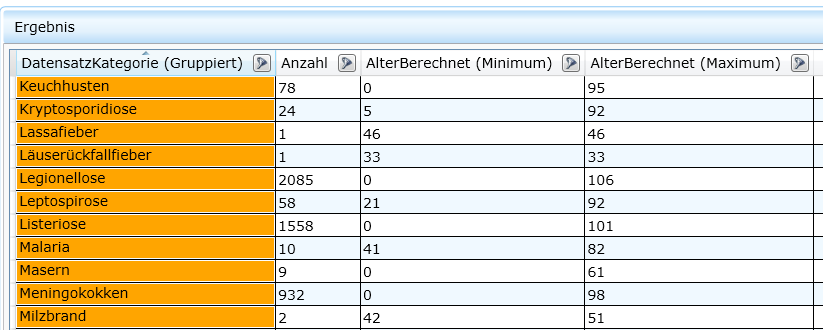 Ergebnis
DatensatzKategorie (Gruppiert) Anzahl AlterBerechnet (Minimum) AlterBerechnet (Maximum)
Keuchhusten 78 0 95
Kryptosporidiose 24 5 92
Lassafieber 1 46 46
Läuserückfallfieber 1 33 33
Legionellose 2085 0 106
Leptospirose 58 21 92
Listeriose 1558 0 101
Malaria 10 41 82
Masern 9 0 61
Meningokokken 932 0 98
Milzbrand 2 42 51